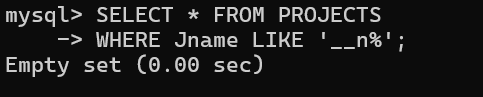 mysql> SELECT * FROM PROJECTS
    -> WHERE Jname LIKE '__n%';
Empty set (0.00 sec)